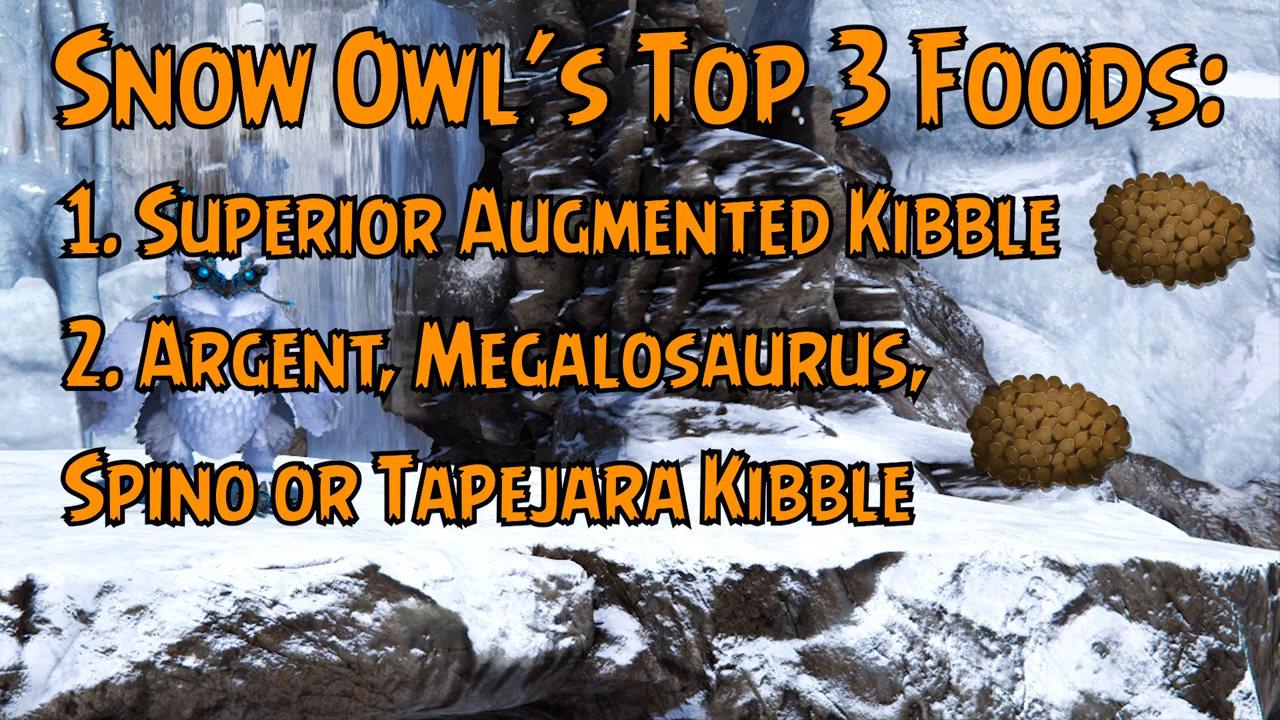 Snow Owl's Top 3 Foods:
1. Superior Augmented Kibble
2. Argent, Megalosaurus,
Spino or Tapejara Kibble